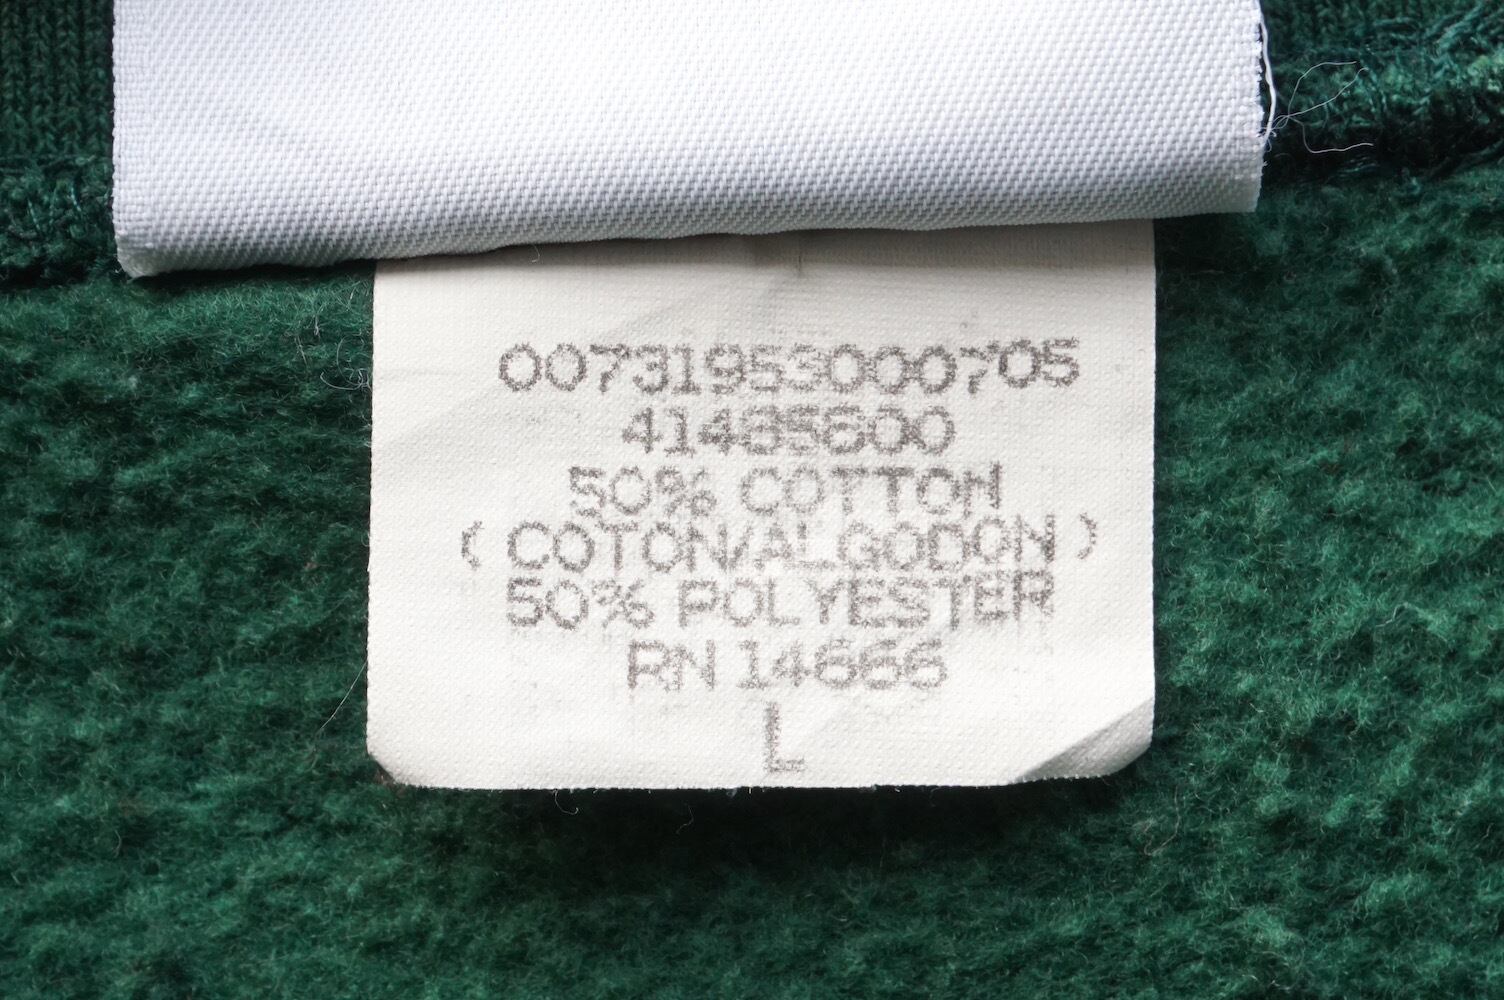 00731953000705
41485600
50% COTTON
( COTON/ALGODON )
50% POLYESTER
RN 14666
L